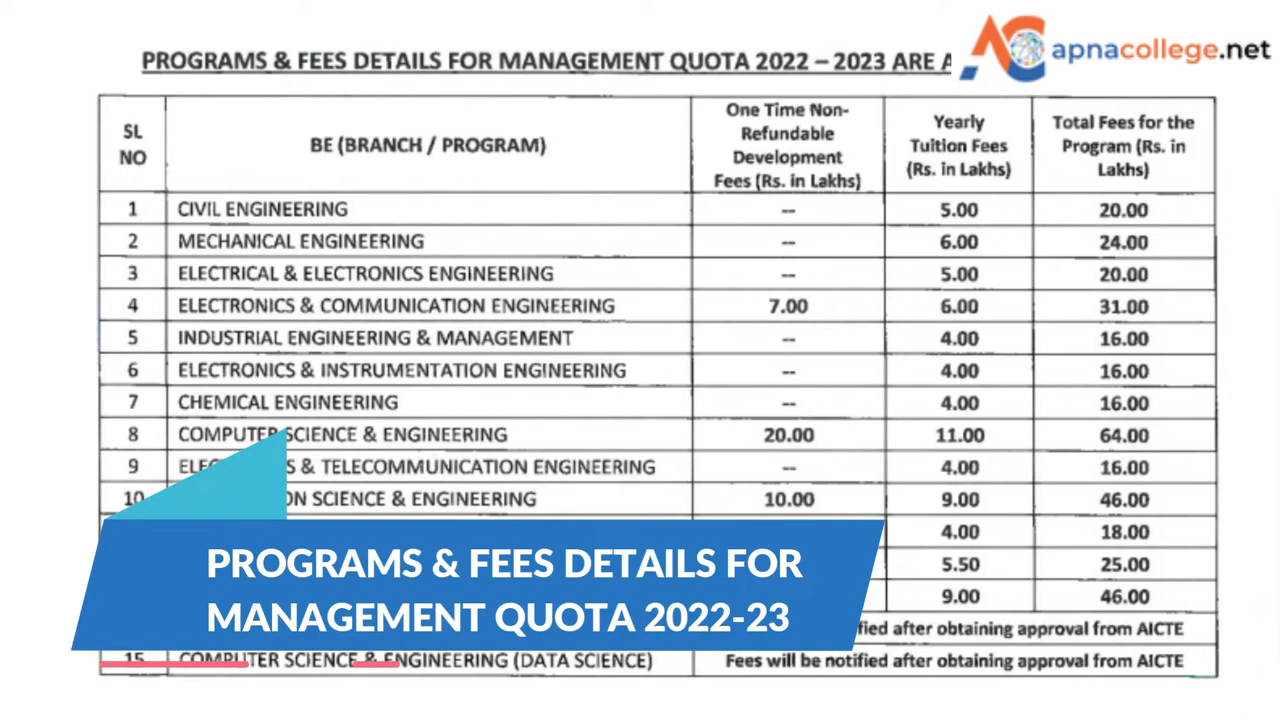 PROGRAMS & FEES DETAILS FOR MANAGEMENT QUOTA 2022 – 2023 ARE
apnacollege.net
SL NO
BE (BRANCH / PROGRAM)
One Time Non-Refundable Development Fees (Rs. in Lakhs)
Yearly Tuition Fees (Rs. in Lakhs)
Total Fees for the Program (Rs. in Lakhs)
1 CIVIL ENGINEERING -- 5.00 20.00
2 MECHANICAL ENGINEERING -- 6.00 24.00
3 ELECTRICAL & ELECTRONICS ENGINEERING -- 5.00 20.00
4 ELECTRONICS & COMMUNICATION ENGINEERING 7.00 6.00 31.00
5 INDUSTRIAL ENGINEERING & MANAGEMENT -- 4.00 16.00
6 ELECTRONICS & INSTRUMENTATION ENGINEERING -- 4.00 16.00
7 CHEMICAL ENGINEERING -- 4.00 16.00
8 COMPUTER SCIENCE & ENGINEERING 20.00 11.00 64.00
9 & TELECOMMUNICATION ENGINEERING -- 4.00 16.00
10 SCIENCE & ENGINEERING 10.00 9.00 46.00
4.00 18.00
5.50 25.00
9.00 46.00
after obtaining approval from AICTE
15 COMPUTER SCIENCE & ENGINEERING (DATA SCIENCE) Fees will be notified after obtaining approval from AICTE
PROGRAMS & FEES DETAILS FOR
MANAGEMENT QUOTA 2022-23